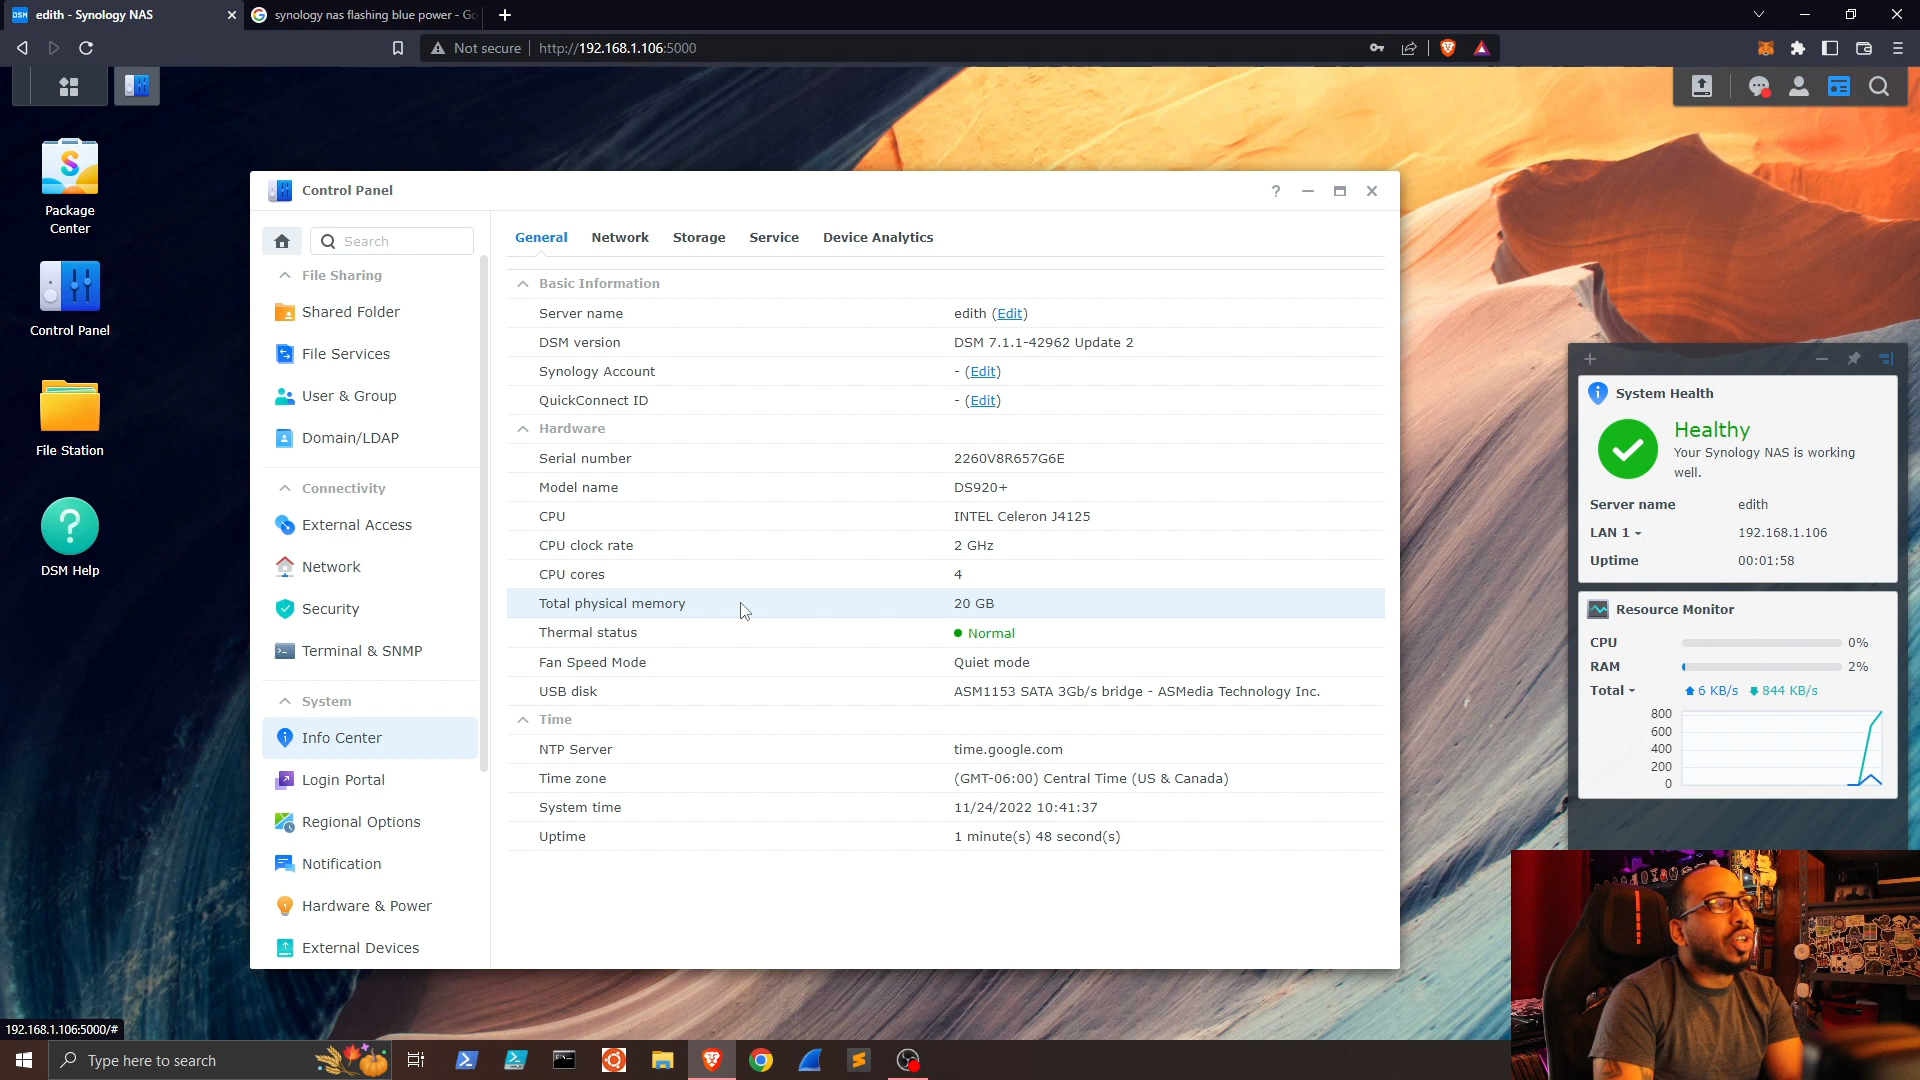 edith - Synology NAS
synology nas flashing blue power - Go
Not secure
http://192.168.1.106:5000
Package
Center
Control Panel
File Station
DSM Help
Control Panel
Search
File Sharing
Shared Folder
File Services
User & Group
Domain/LDAP
Connectivity
External Access
Network
Security
Terminal & SNMP
System
Info Center
Login Portal
Regional Options
Notification
Hardware & Power
External Devices
General Network Storage Service Device Analytics
Basic Information
Server name edith (Edit)
DSM version DSM 7.1.1-42962 Update 2
Synology Account - (Edit)
QuickConnect ID - (Edit)
Hardware
Serial number 2260V8R657G6E
Model name DS920+
CPU INTEL Celeron J4125
CPU clock rate 2 GHz
CPU cores 4
Total physical memory 20 GB
Thermal status Normal
Fan Speed Mode Quiet mode
USB disk ASM1153 SATA 3Gb/s bridge - ASMedia Technology Inc.
Time
NTP Server time.google.com
Time zone (GMT-06:00) Central Time (US & Canada)
System time 11/24/2022 10:41:37
Uptime 1 minute(s) 48 second(s)
System Health
Healthy
Your Synology NAS is working
well.
Server name edith
LAN 1 192.168.1.106
Uptime 00:01:58
Resource Monitor
CPU 0%
RAM 2%
Total 6 KB/s 844 KB/s
800
600
400
200
0
192.168.1.106:5000/#
Type here to search